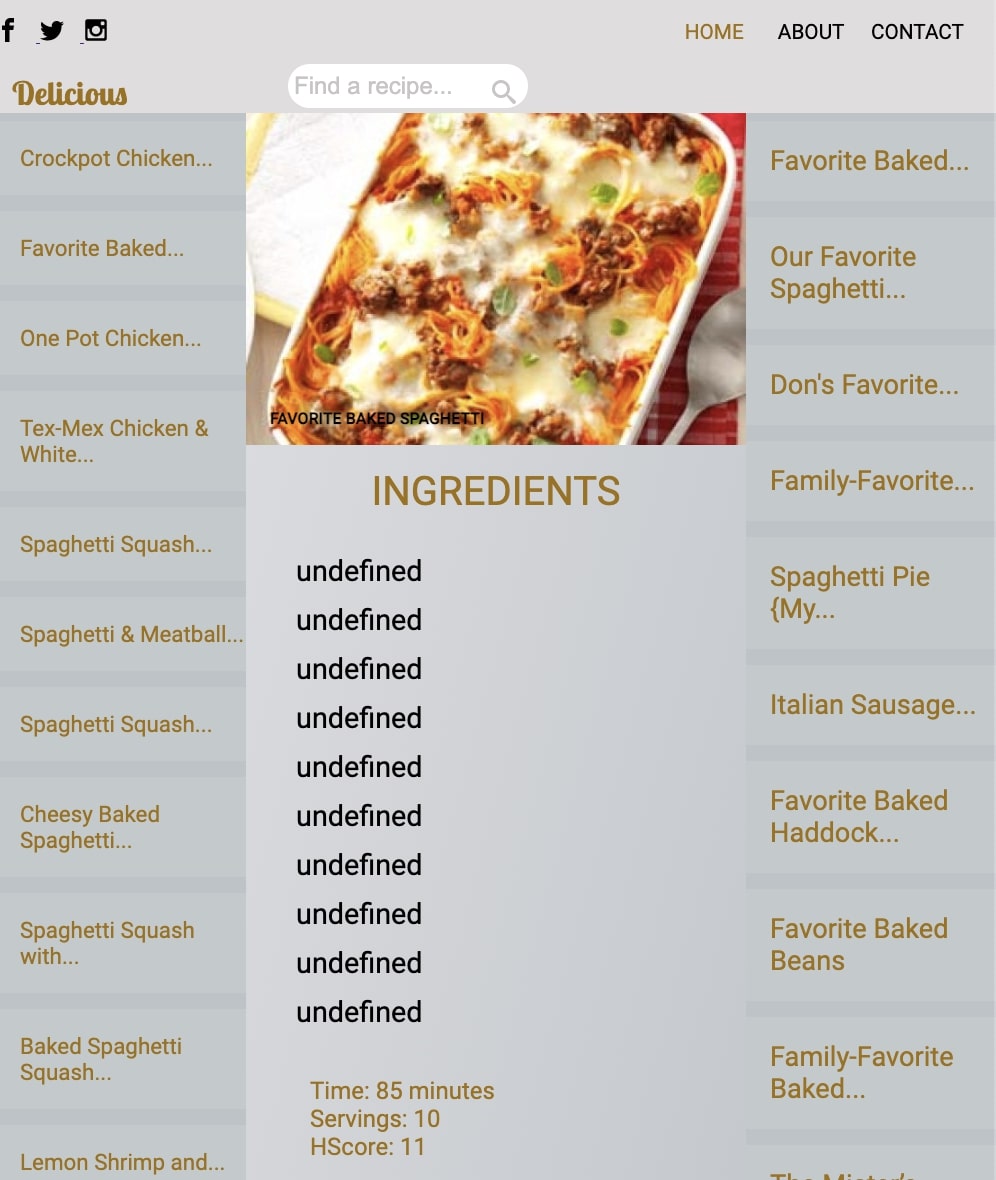 HOME ABOUT CONTACT
Delicious
Find a recipe...
Crockpot Chicken...
Favorite Baked...
One Pot Chicken...
Tex-Mex Chicken &
White...
Spaghetti Squash...
Spaghetti & Meatball...
Spaghetti Squash...
Cheesy Baked
Spaghetti...
Spaghetti Squash
with...
Baked Spaghetti
Squash...
Lemon Shrimp and...
FAVORITE BAKED SPAGHETTI
INGREDIENTS
undefined
undefined
undefined
undefined
undefined
undefined
undefined
undefined
undefined
undefined
Time: 85 minutes
Servings: 10
HScore: 11
Favorite Baked...
Our Favorite
Spaghetti...
Don's Favorite...
Family-Favorite...
Spaghetti Pie
{My...
Italian Sausage...
Favorite Baked
Haddock...
Favorite Baked
Beans
Family-Favorite
Baked...
The Mister's